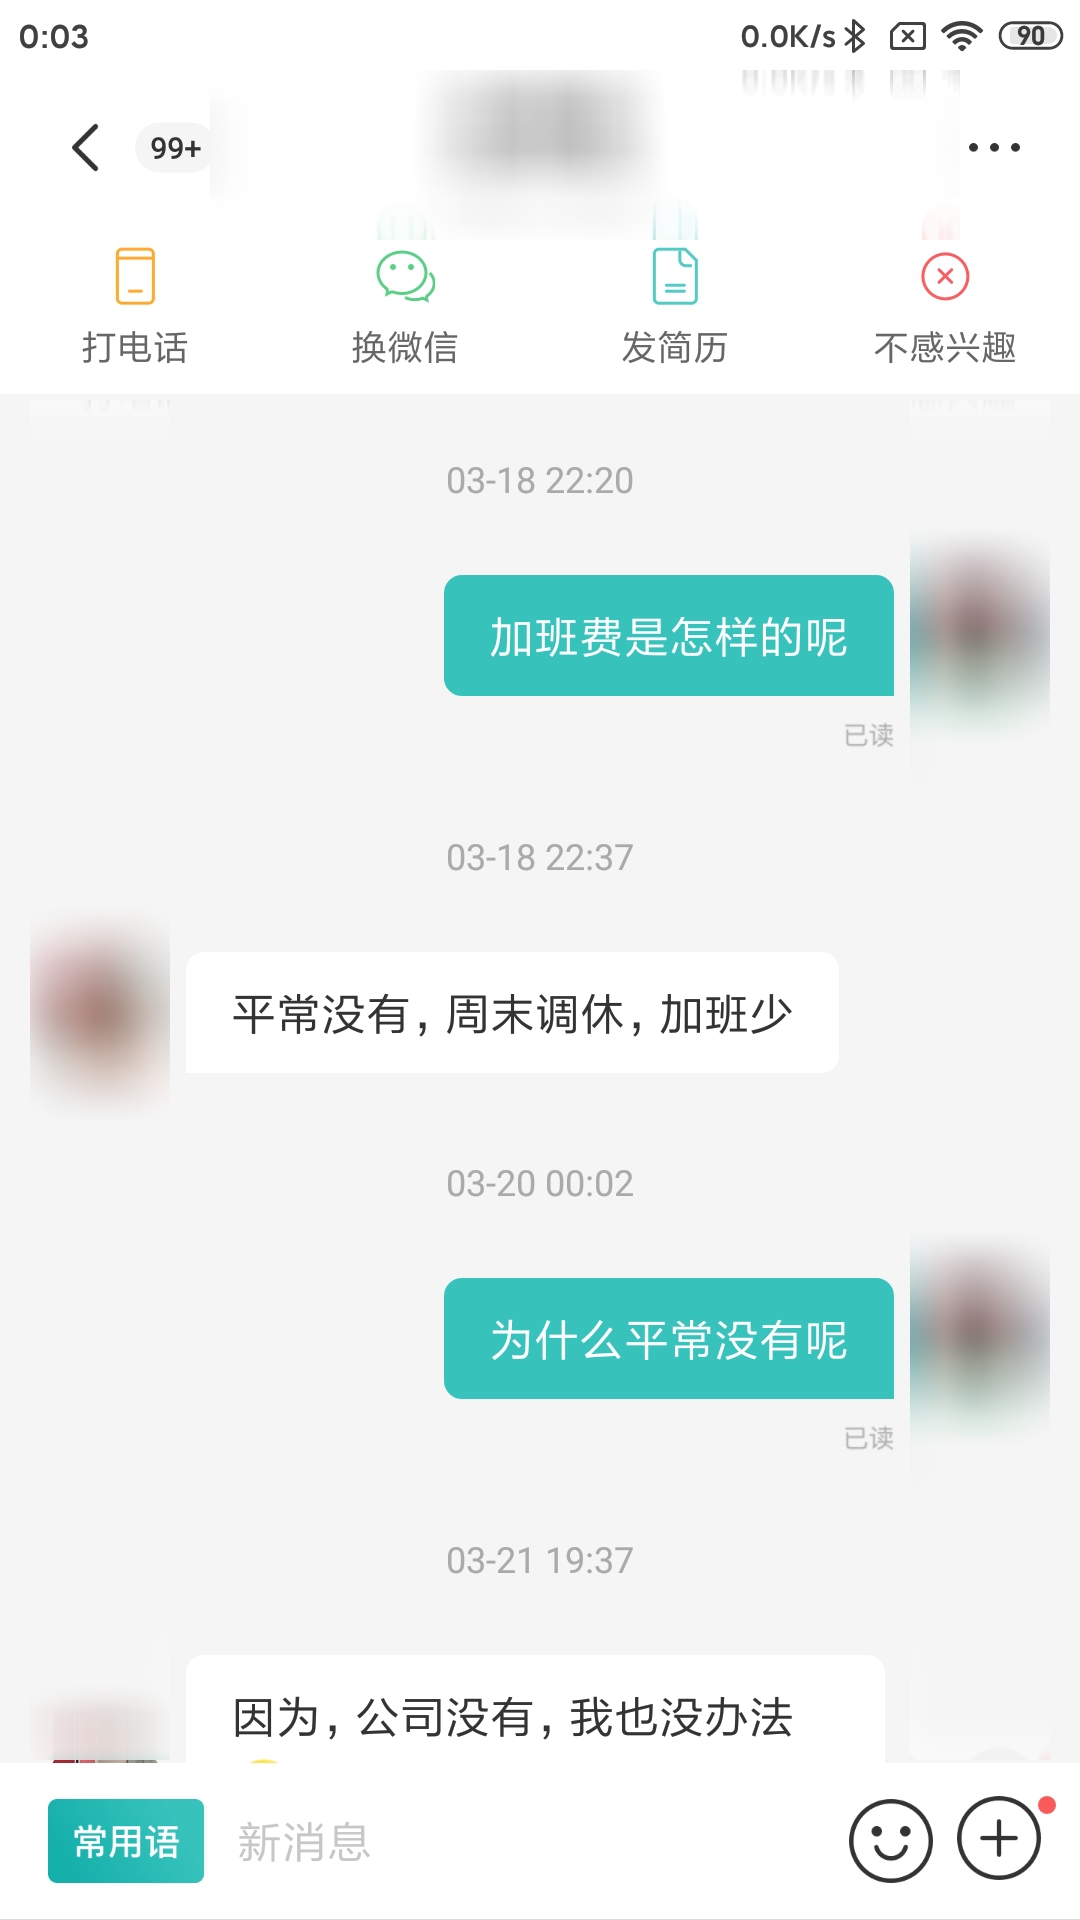 0:03
0.0K/s
90
99+
打电话
换微信
发简历
不感兴趣
03-18 22:20
加班费是怎样的呢
已读
03-18 22:37
平常没有，周末调休，加班少
03-20 00:02
为什么平常没有呢
已读
03-21 19:37
因为，公司没有，我也没办法
常用语
新消息